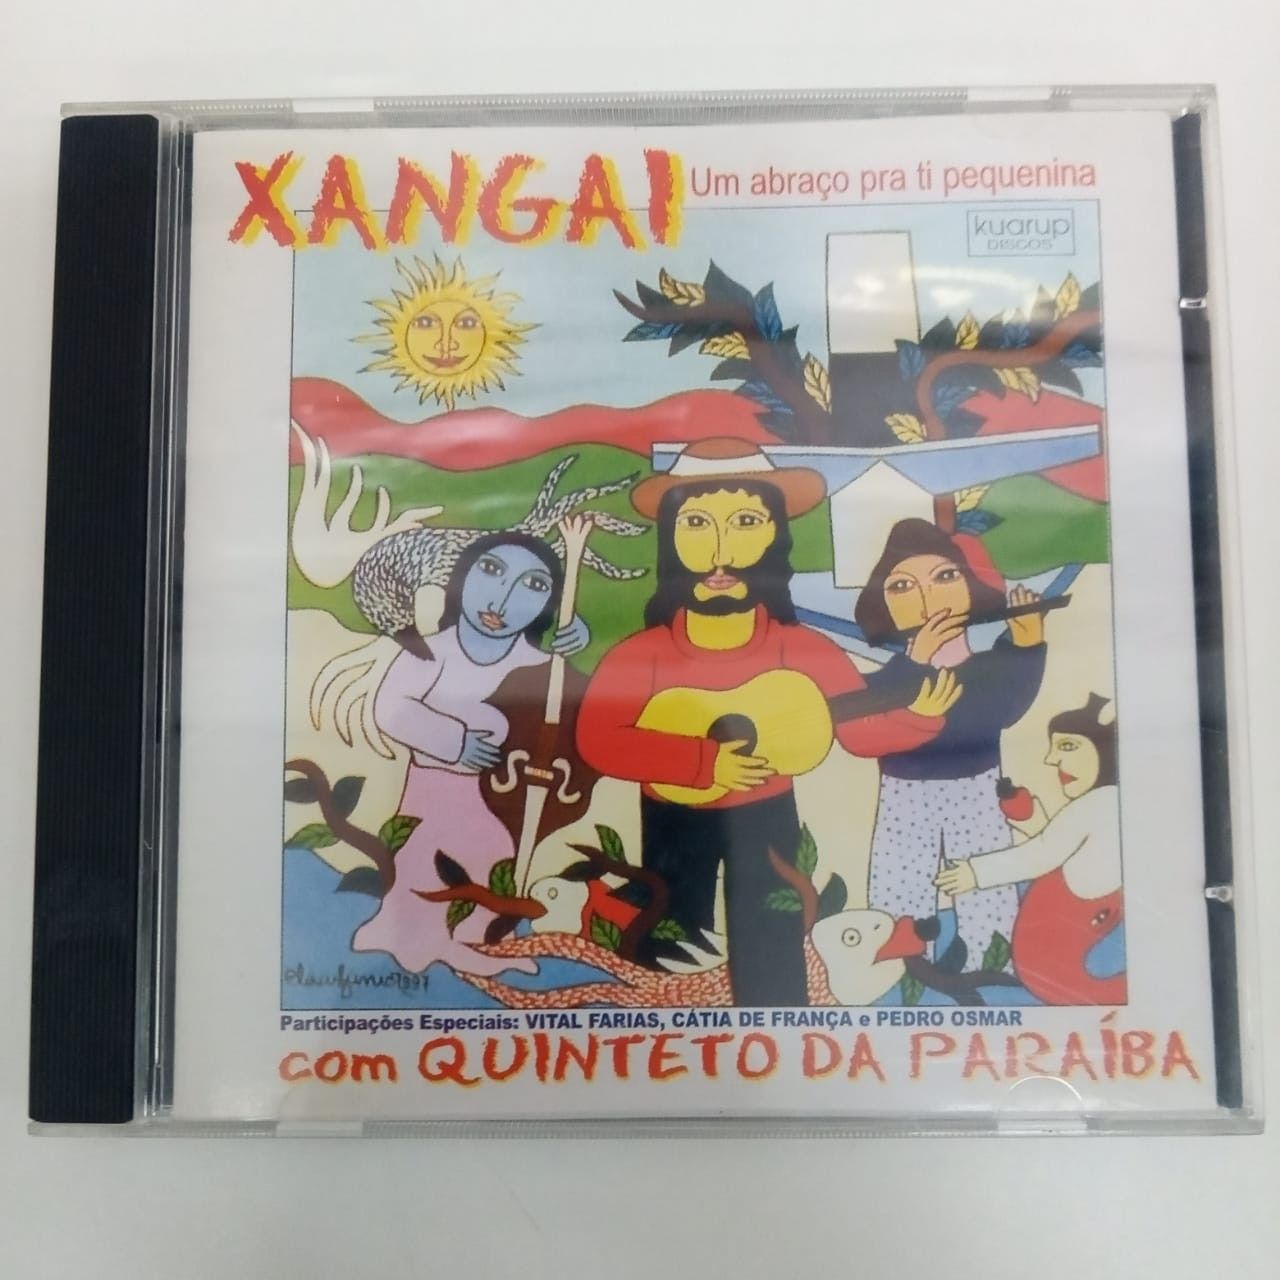 XANGAI
Um abraço pra ti pequenina
kuarup
DISCOS
Participações Especiais: VITAL FARIAS, CÁTIA DE FRANÇA e PEDRO OSMAR
com QUINTETO DA PARAÍBA